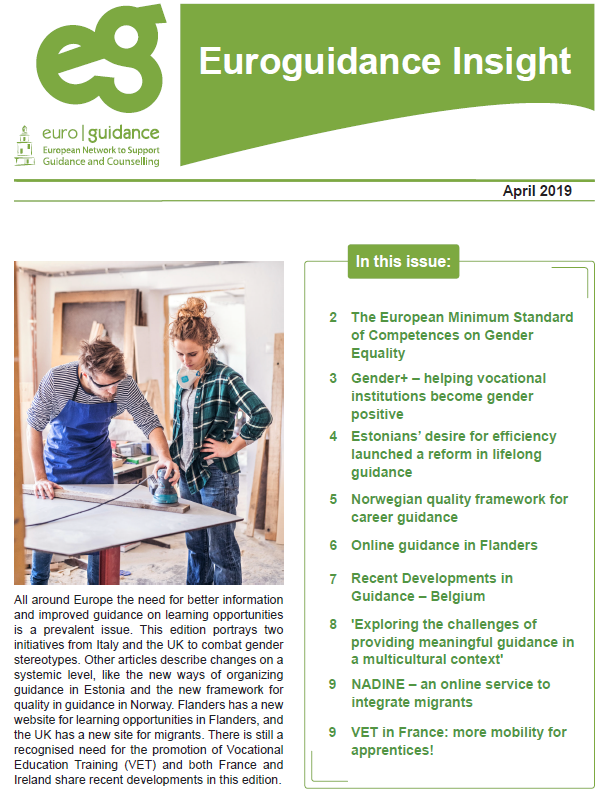 eg
euro|guidance
European Network to Support
Guidance and Counselling
Euroguidance Insight
April 2019
All around Europe the need for better information
and improved guidance on learning opportunities
is a prevalent issue. This edition portrays two
initiatives from Italy and the UK to combat gender
stereotypes. Other articles describe changes on a
systemic level, like the new ways of organizing
guidance in Estonia and the new framework for
quality in guidance in Norway. Flanders has a new
website for learning opportunities in Flanders, and
the UK has a new site for migrants. There is still a
recognised need for the promotion of Vocational
Education Training (VET) and both France and
Ireland share recent developments in this edition.
In this issue:
2 The European Minimum Standard
of Competences on Gender
Equality
3 Gender+ – helping vocational
institutions become gender
positive
4 Estonians' desire for efficiency
launched a reform in lifelong
guidance
5 Norwegian quality framework for
career guidance
6 Online guidance in Flanders
7 Recent Developments in
Guidance – Belgium
8 'Exploring the challenges of
providing meaningful guidance in
a multicultural context'
9 NADINE – an online service to
integrate migrants
9 VET in France: more mobility for
apprentices!